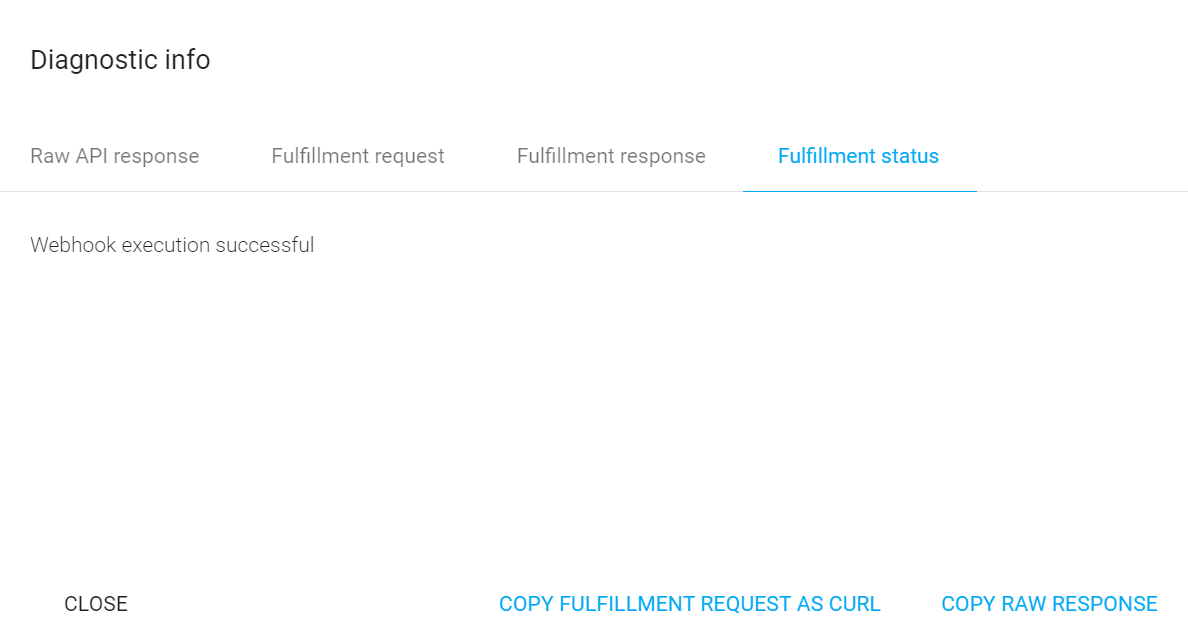 Diagnostic info
Raw API response Fulfillment request Fulfillment response Fulfillment status
Webhook execution successful
CLOSE COPY FULFILLMENT REQUEST AS CURL COPY RAW RESPONSE